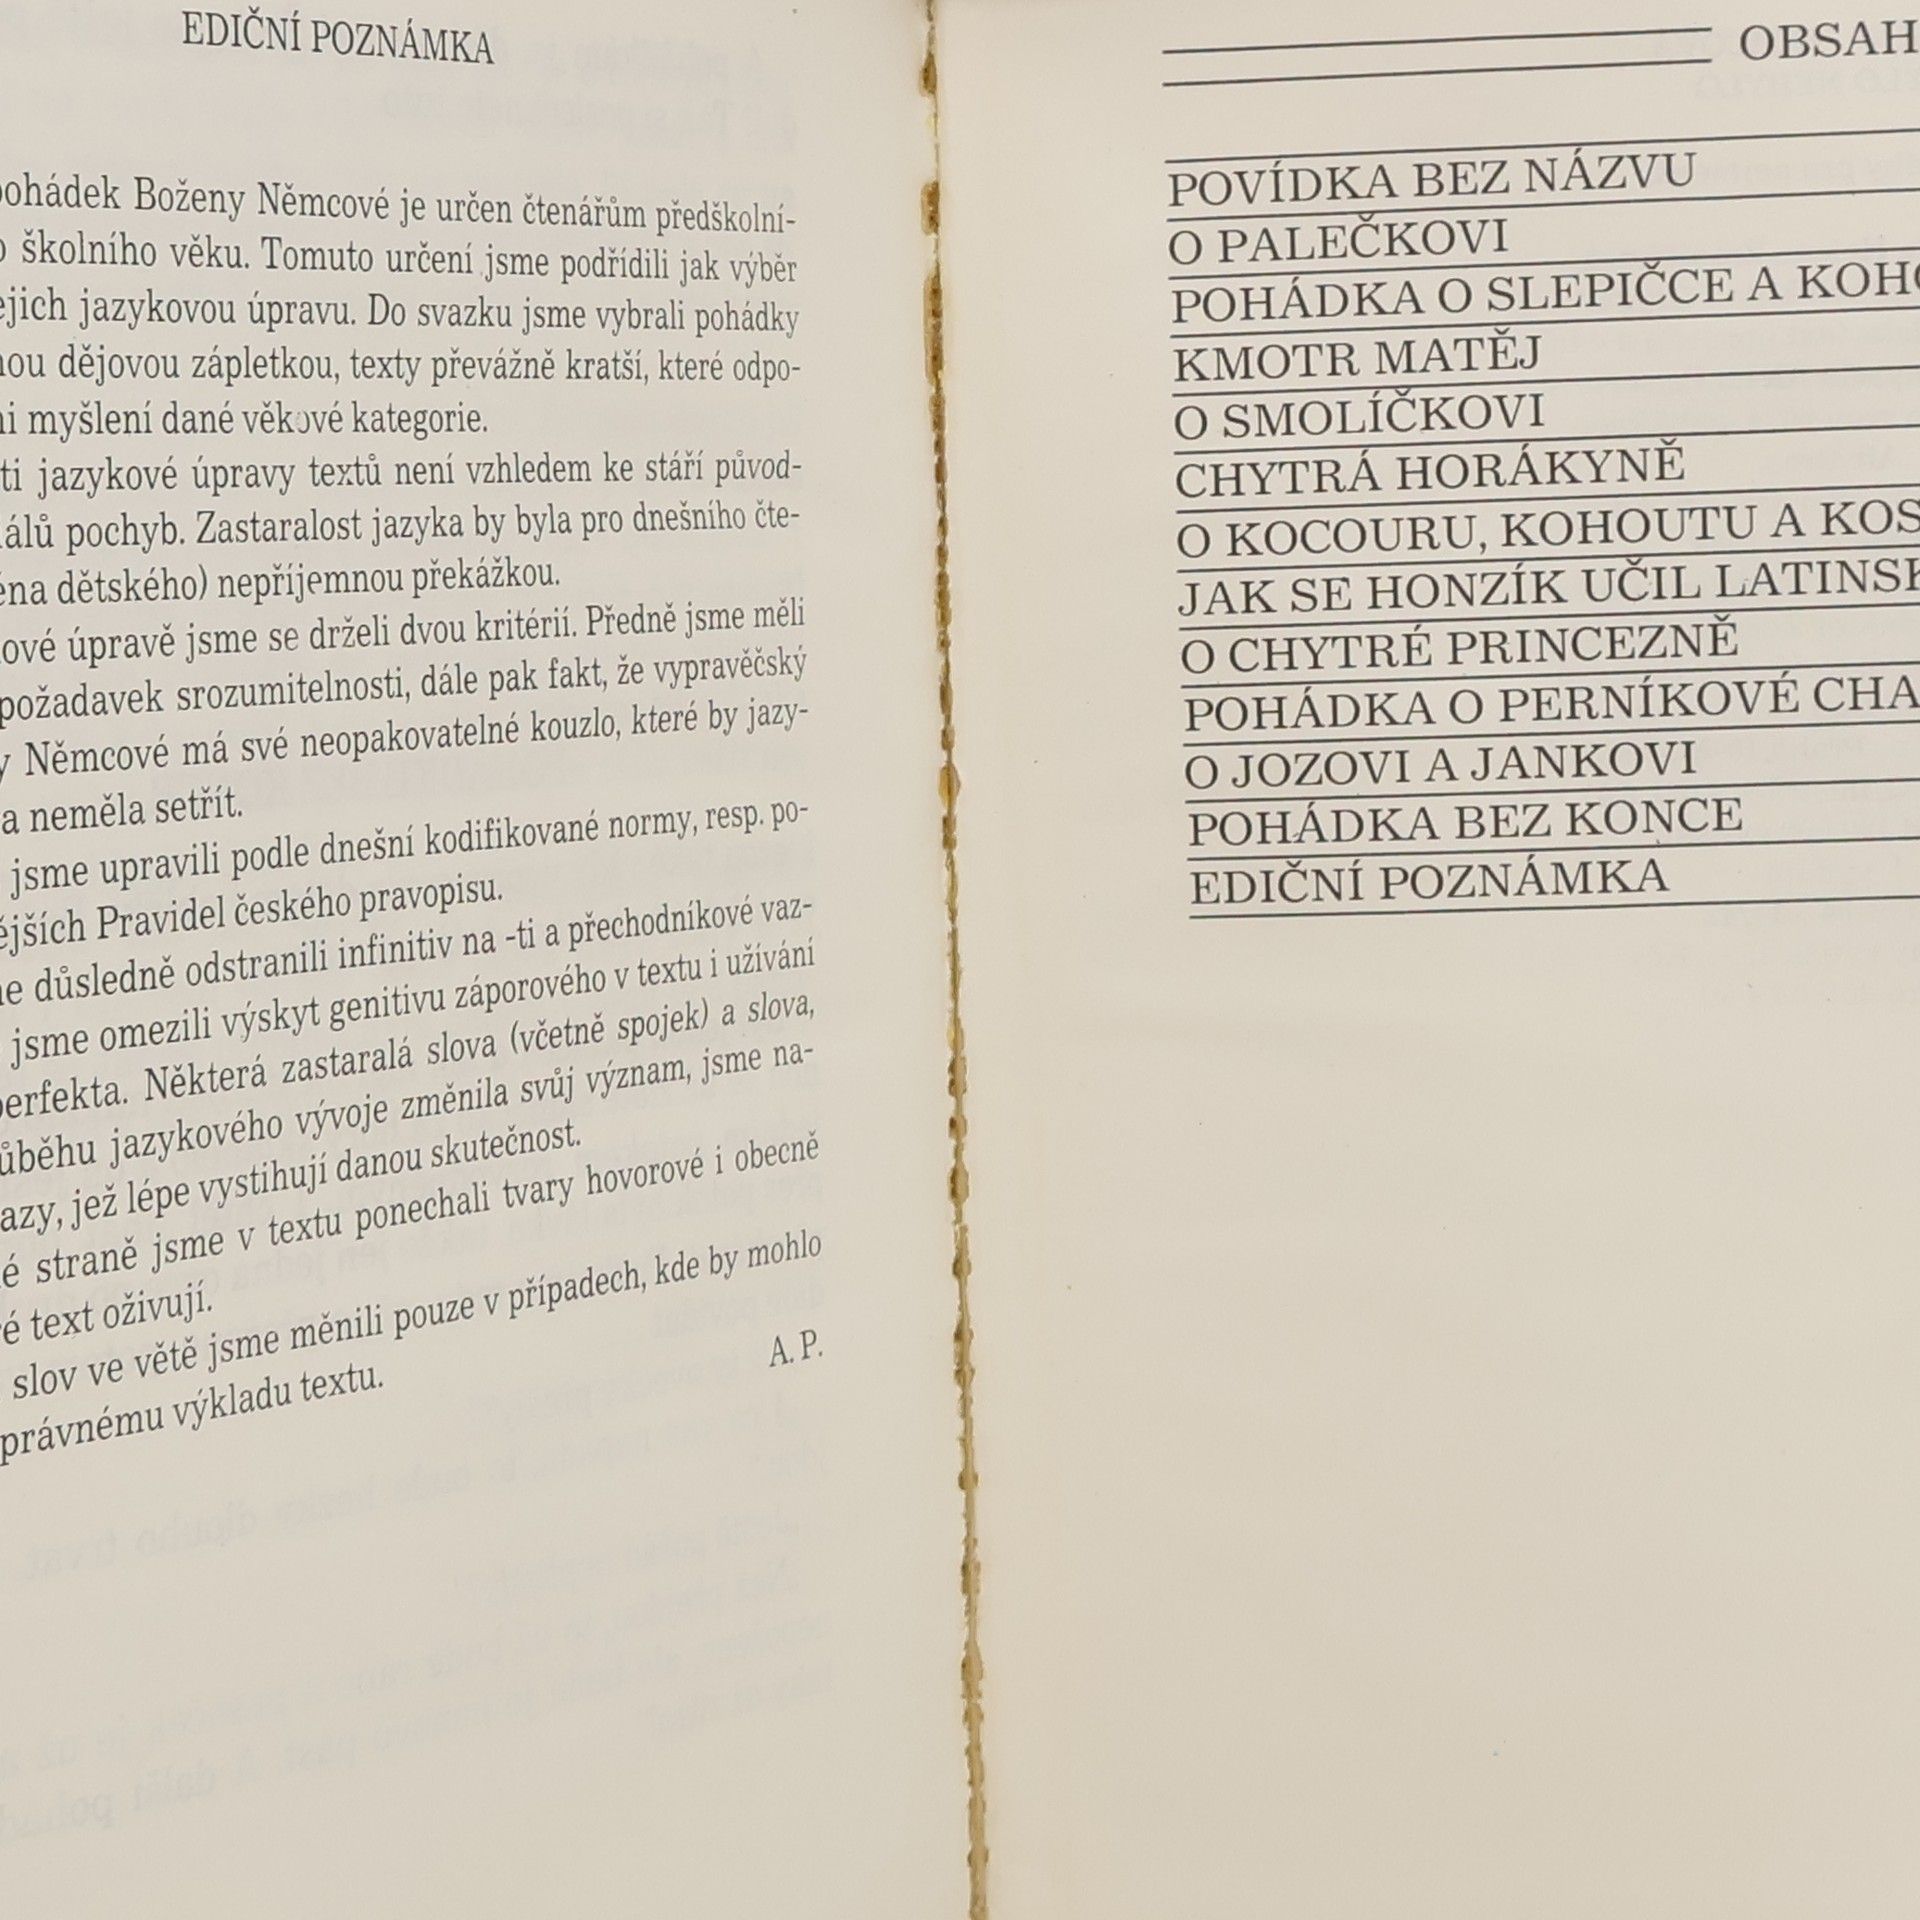 EDIČNÍ POZNÁMKA
pohádek Boženy Němcové je určen čtenářům předškolní-
o školního věku. Tomuto určení jsme podřídili jak výběr
ejich jazykovou úpravu. Do svazku jsme vybrali pohádky
nou dějovou zápletkou, texty převážně kratší, které odpo-
ni myšlení dané věkové kategorie.
ti jazykové úpravy textů není vzhledem ke stáří původ-
álů pochyb. Zastaralost jazyka by byla pro dnešního čte-
éna dětského) nepříjemnou překážkou.
ové úpravě jsme se drželi dvou kritérií. Předně jsme měli
požadavek srozumitelnosti, dále pak fakt, že vypravěčský
y Němcové má své neopakovatelné kouzlo, které by jazy-
a neměla setřít.
jsme upravili podle dnešní kodifikované normy, resp. po-
ějších Pravidel českého pravopisu.
ne důsledně odstranili infinitiv na -ti a přechodníkové vaz-
jsme omezili výskyt genitivu záporového v textu i užívání
perfekta. Některá zastaralá slova (včetně spojek) a slova,
ůběhu jazykového vývoje změnila svůj význam, jsme na-
azy, jež lépe vystihují danou skutečnost.
é straně jsme v textu ponechali tvary hovorové i obecně
é text oživují.
slov ve větě jsme měnili pouze v případech, kde by mohlo
právnému výkladu textu.
A. P.
OBSAH
POVÍDKA BEZ NÁZVU
O PALEČKOVI
POHÁDKA O SLEPIČCE A KOHO
KMOTR MATĚJ
O SMOLÍČKOVI
CHYTRÁ HORÁKYNĚ
O KOCOURU, KOHOUTU A KOS
JAK SE HONZÍK UČIL LATINSK
O CHYTRÉ PRINCEZNĚ
POHÁDKA O PERNÍKOVÉ CHA
O JOZOVI A JANKOVI
POHÁDKA BEZ KONCE
EDIČNÍ POZNÁMKA